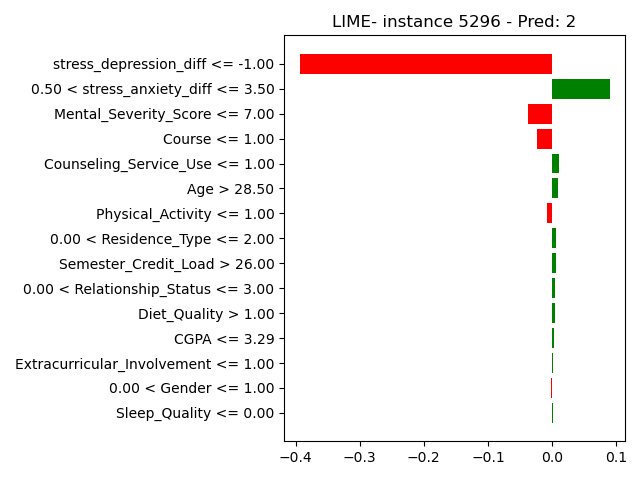 LIME- instance 5296 - Pred: 2
stress_depression_diff <= -1.00
0.50 < stress_anxiety_diff <= 3.50
Mental_Severity_Score <= 7.00
Course <= 1.00
Counseling_Service_Use <= 1.00
Age > 28.50
Physical_Activity <= 1.00
0.00 < Residence_Type <= 2.00
Semester_Credit_Load > 26.00
0.00 < Relationship_Status <= 3.00
Diet_Quality > 1.00
CGPA <= 3.29
Extracurricular_Involvement <= 1.00
0.00 < Gender <= 1.00
Sleep_Quality <= 0.00
−0.4 −0.3 −0.2 −0.1 0.0 0.1